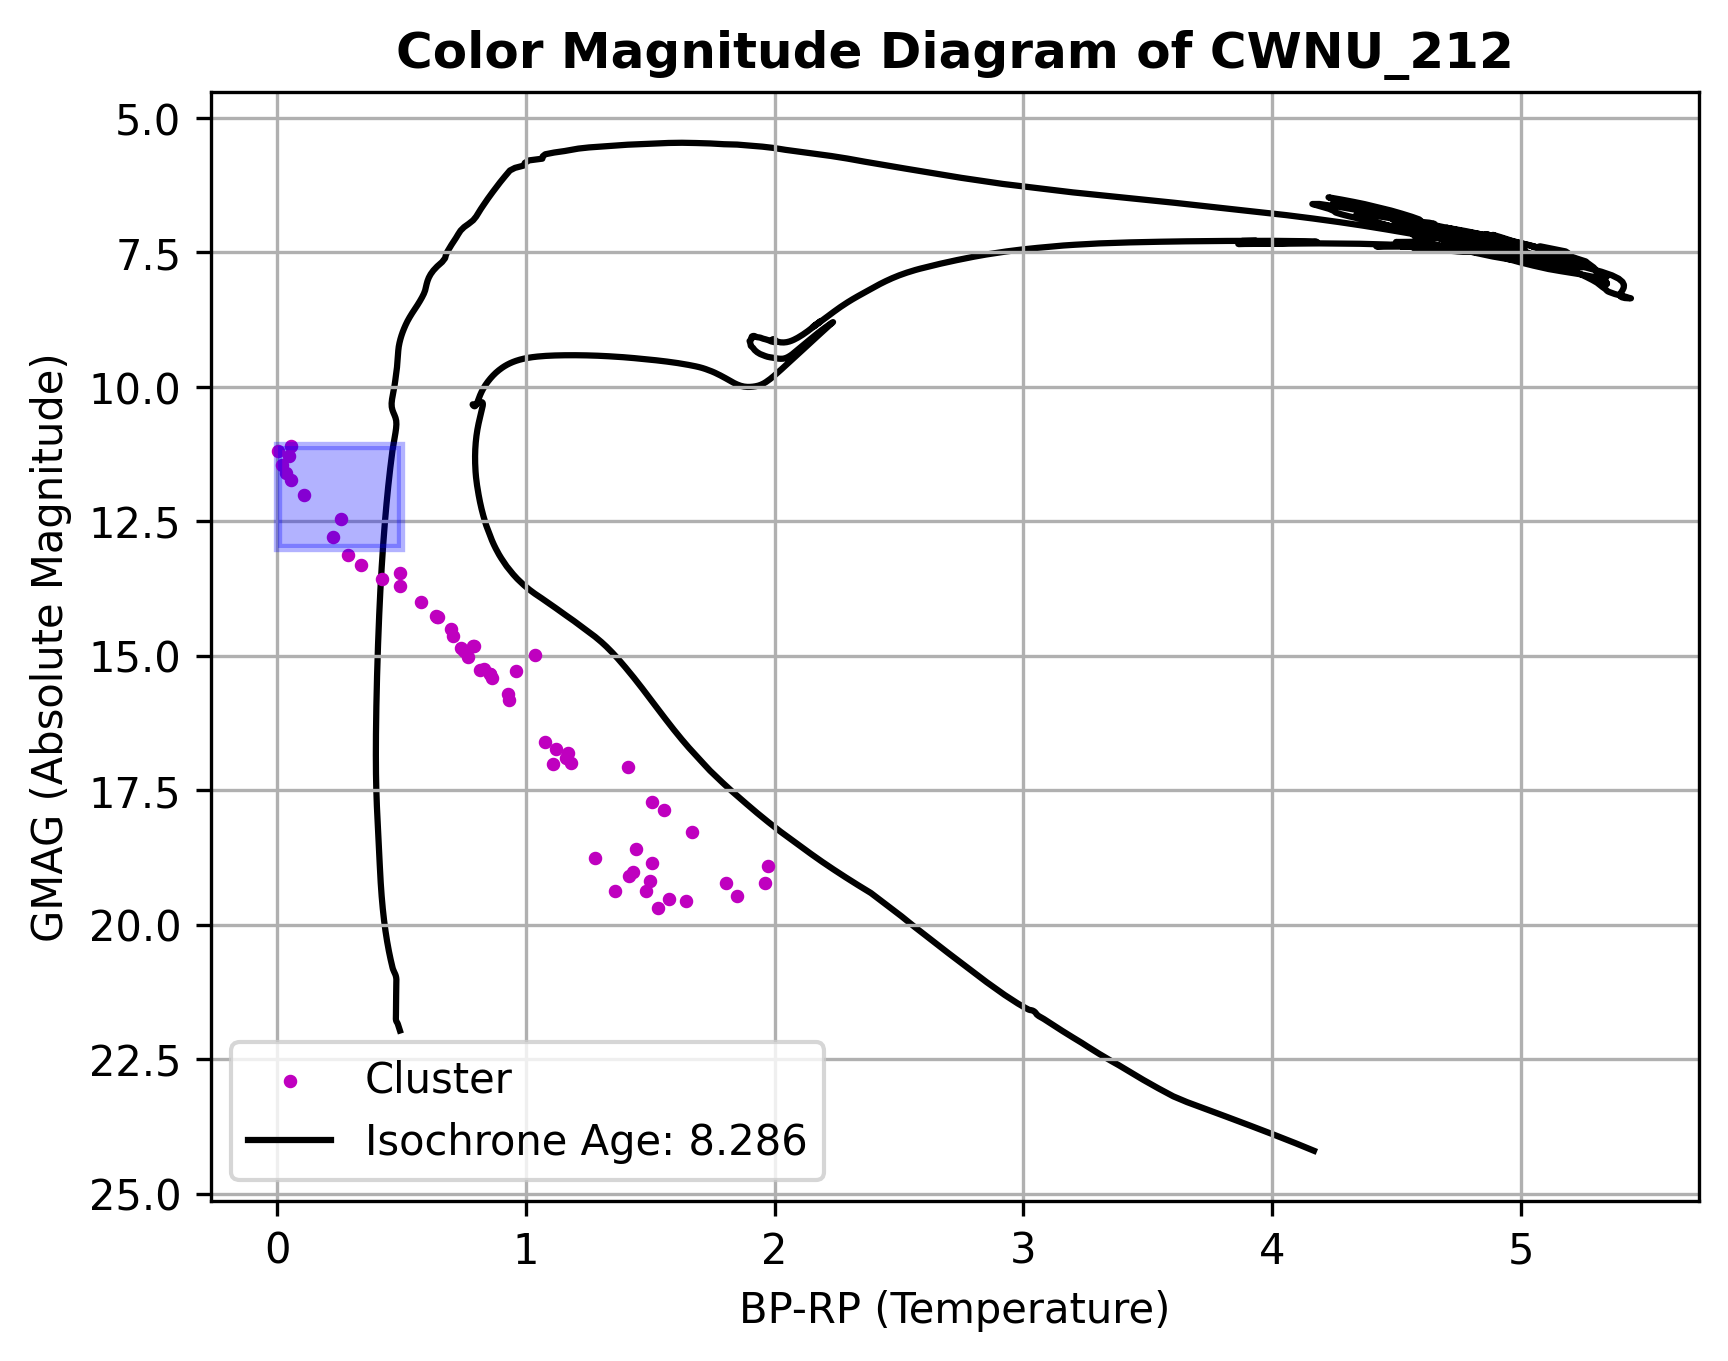 Color Magnitude Diagram of CWNU_212
GMAG (Absolute Magnitude)
5.0
7.5
10.0
12.5
15.0
17.5
20.0
22.5
25.0
Cluster
Isochrone Age: 8.286
0 1 2 3 4 5
BP-RP (Temperature)